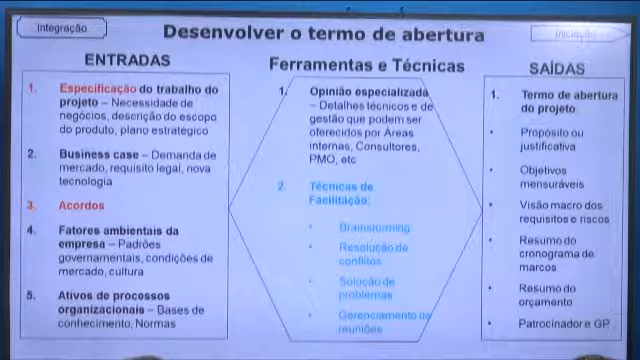 Integração
Desenvolver o termo de abertura
Iniciação
ENTRADAS
1. Especificação do trabalho do
projeto – Necessidade de
negócios, descrição do escopo
do produto, plano estratégico
2. Business case – Demanda de
mercado, requisito legal, nova
tecnologia
3. Acordos
4. Fatores ambientais da
empresa – Padrões
governamentais, condições de
mercado, cultura
5. Ativos de processos
organizacionais – Bases de
conhecimento, Normas
Ferramentas e Técnicas
1. Opinião especializada
– Detalhes técnicos e de
gestão que podem ser
oferecidos por Áreas
internas, Consultores,
PMO, etc
2. Técnicas de
Facilitação:
• Brainstorming
• Resolução de
conflitos
• Solução de
problemas
• Gerenciamento de
reuniões
SAÍDAS
1. Termo de abertura
do projeto
• Propósito ou
justificativa
• Objetivos
mensuráveis
• Visão macro dos
requisitos e riscos
• Resumo do
cronograma de
marcos
• Resumo do
orçamento
• Patrocinador e GP